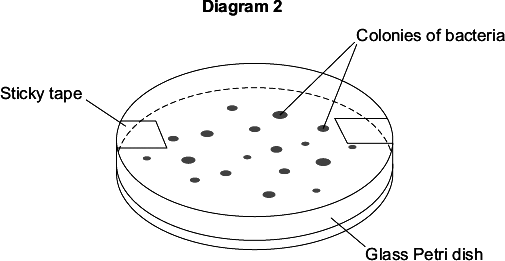 Diagram 2
Colonies of bacteria
Sticky tape
Glass Petri dish